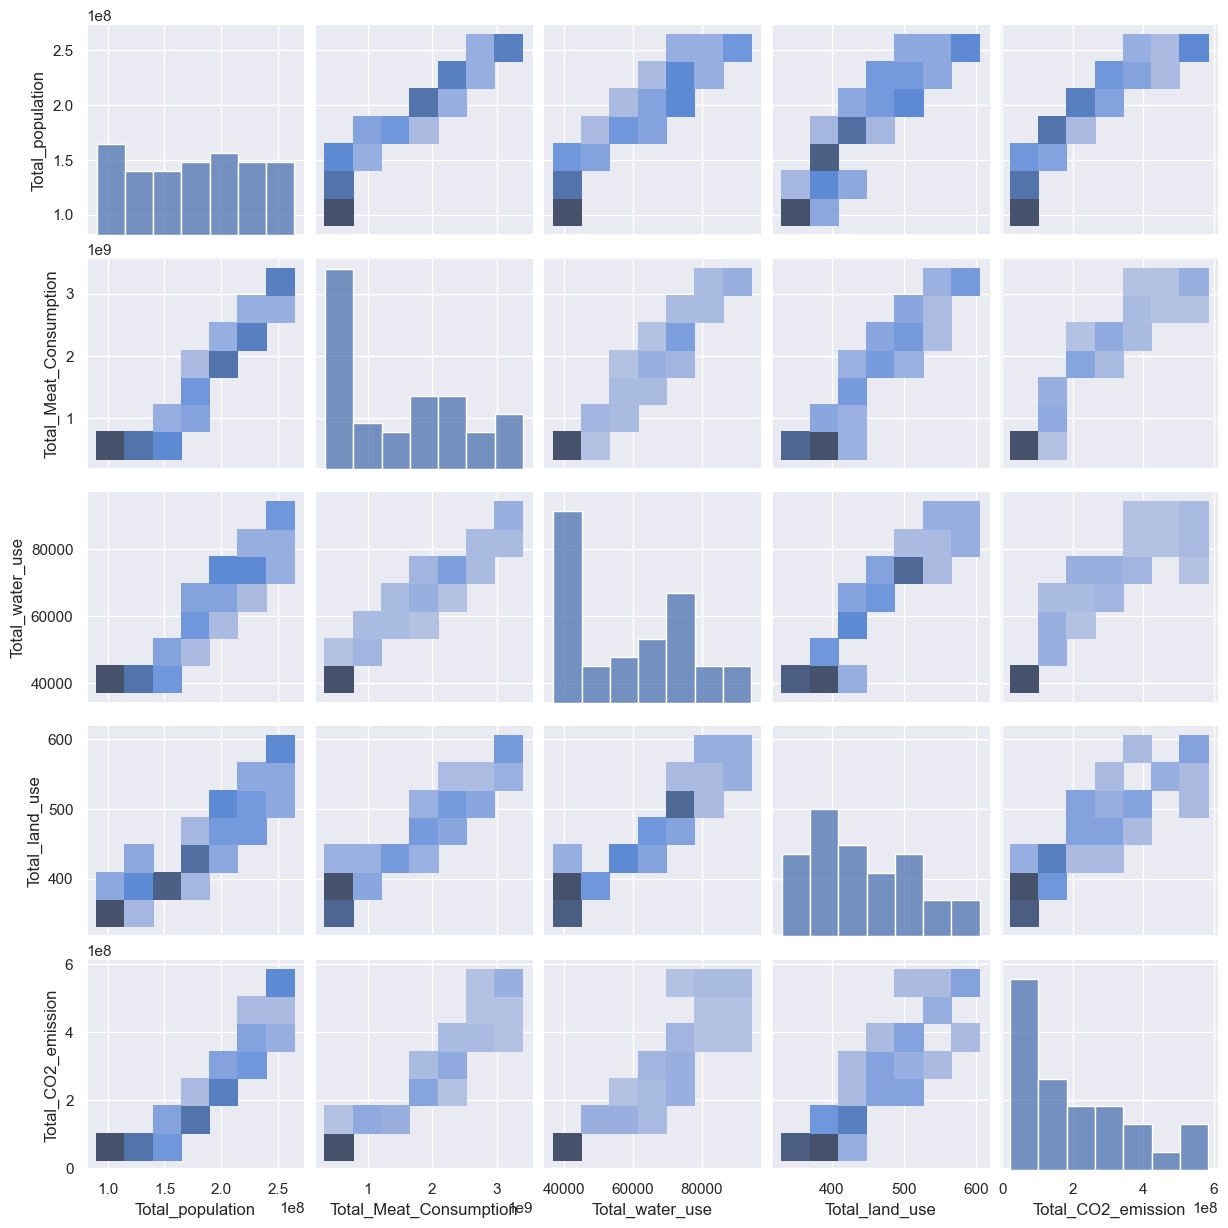 1e8
Total_population
2.5
2.0
1.5
1.0
1e9
Total_Meat_Consumption
3
2
1
Total_water_use
80000
60000
40000
Total_land_use
600
500
400
1e8
Total_CO2_emission
6
4
2
0
1.0 1.5 2.0 2.5
1e8
Total_population
1 2 3
1e9
Total_Meat_Consumption
40000 60000 80000
Total_water_use
400 600
Total_land_use
0 2 4 6
1e8
Total_CO2_emission